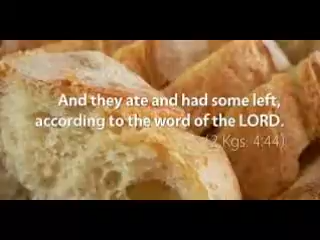 And they ate and had some left,
according to the word of the LORD.
(2 Kgs. 4:44)